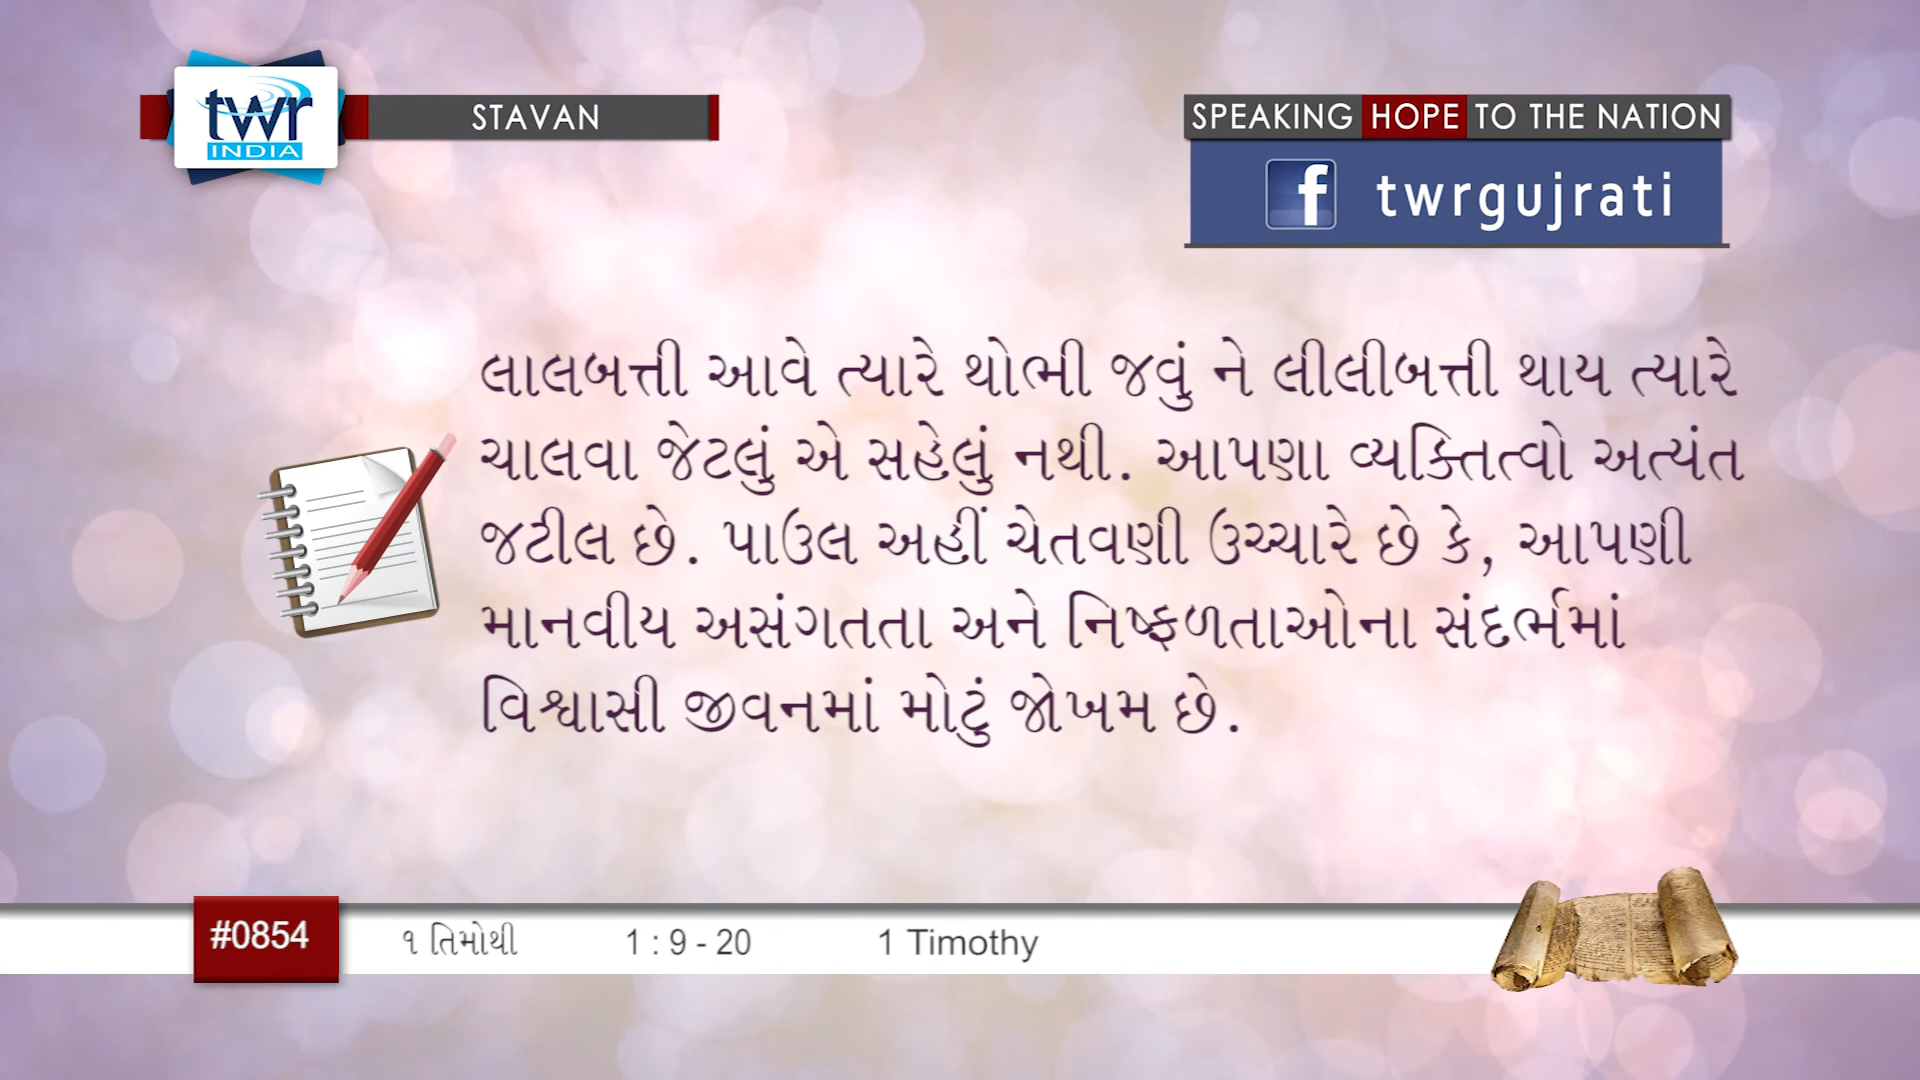 twr
INDIA
STAVAN
SPEAKING HOPE TO THE NATION
f twrgujrati
લાલબત્તી આવે ત્યારે થોભી જવું ને લીલીબત્તી થાય ત્યારે
ચાલવા જેટલું એ સહેલું નથી. આપણા વ્યક્તિત્વો અત્યંત
જટીલ છે. પાઉલ અહીં ચેતવણી ઉચ્ચારે છે કે, આપણી
માનવીય અસંગતતા અને નિષ્ફળતાઓના સંદર્ભમાં
વિશ્વાસી જીવનમાં મોટું જોખમ છે.
#0854 ૧ તિમોથી 1 : 9 - 20 1 Timothy